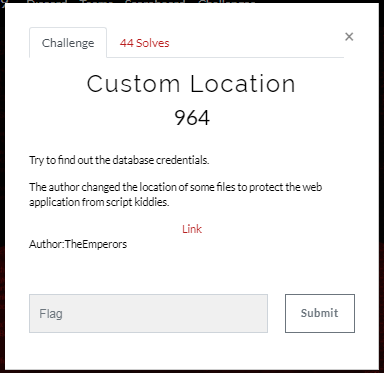 Discord Teams Scoreboard Challenges
Challenge
44 Solves
×
Custom Location
964
Try to find out the database credentials.
The author changed the location of some files to protect the web
application from script kiddies.
Link
Author:TheEmperors
Flag
Submit